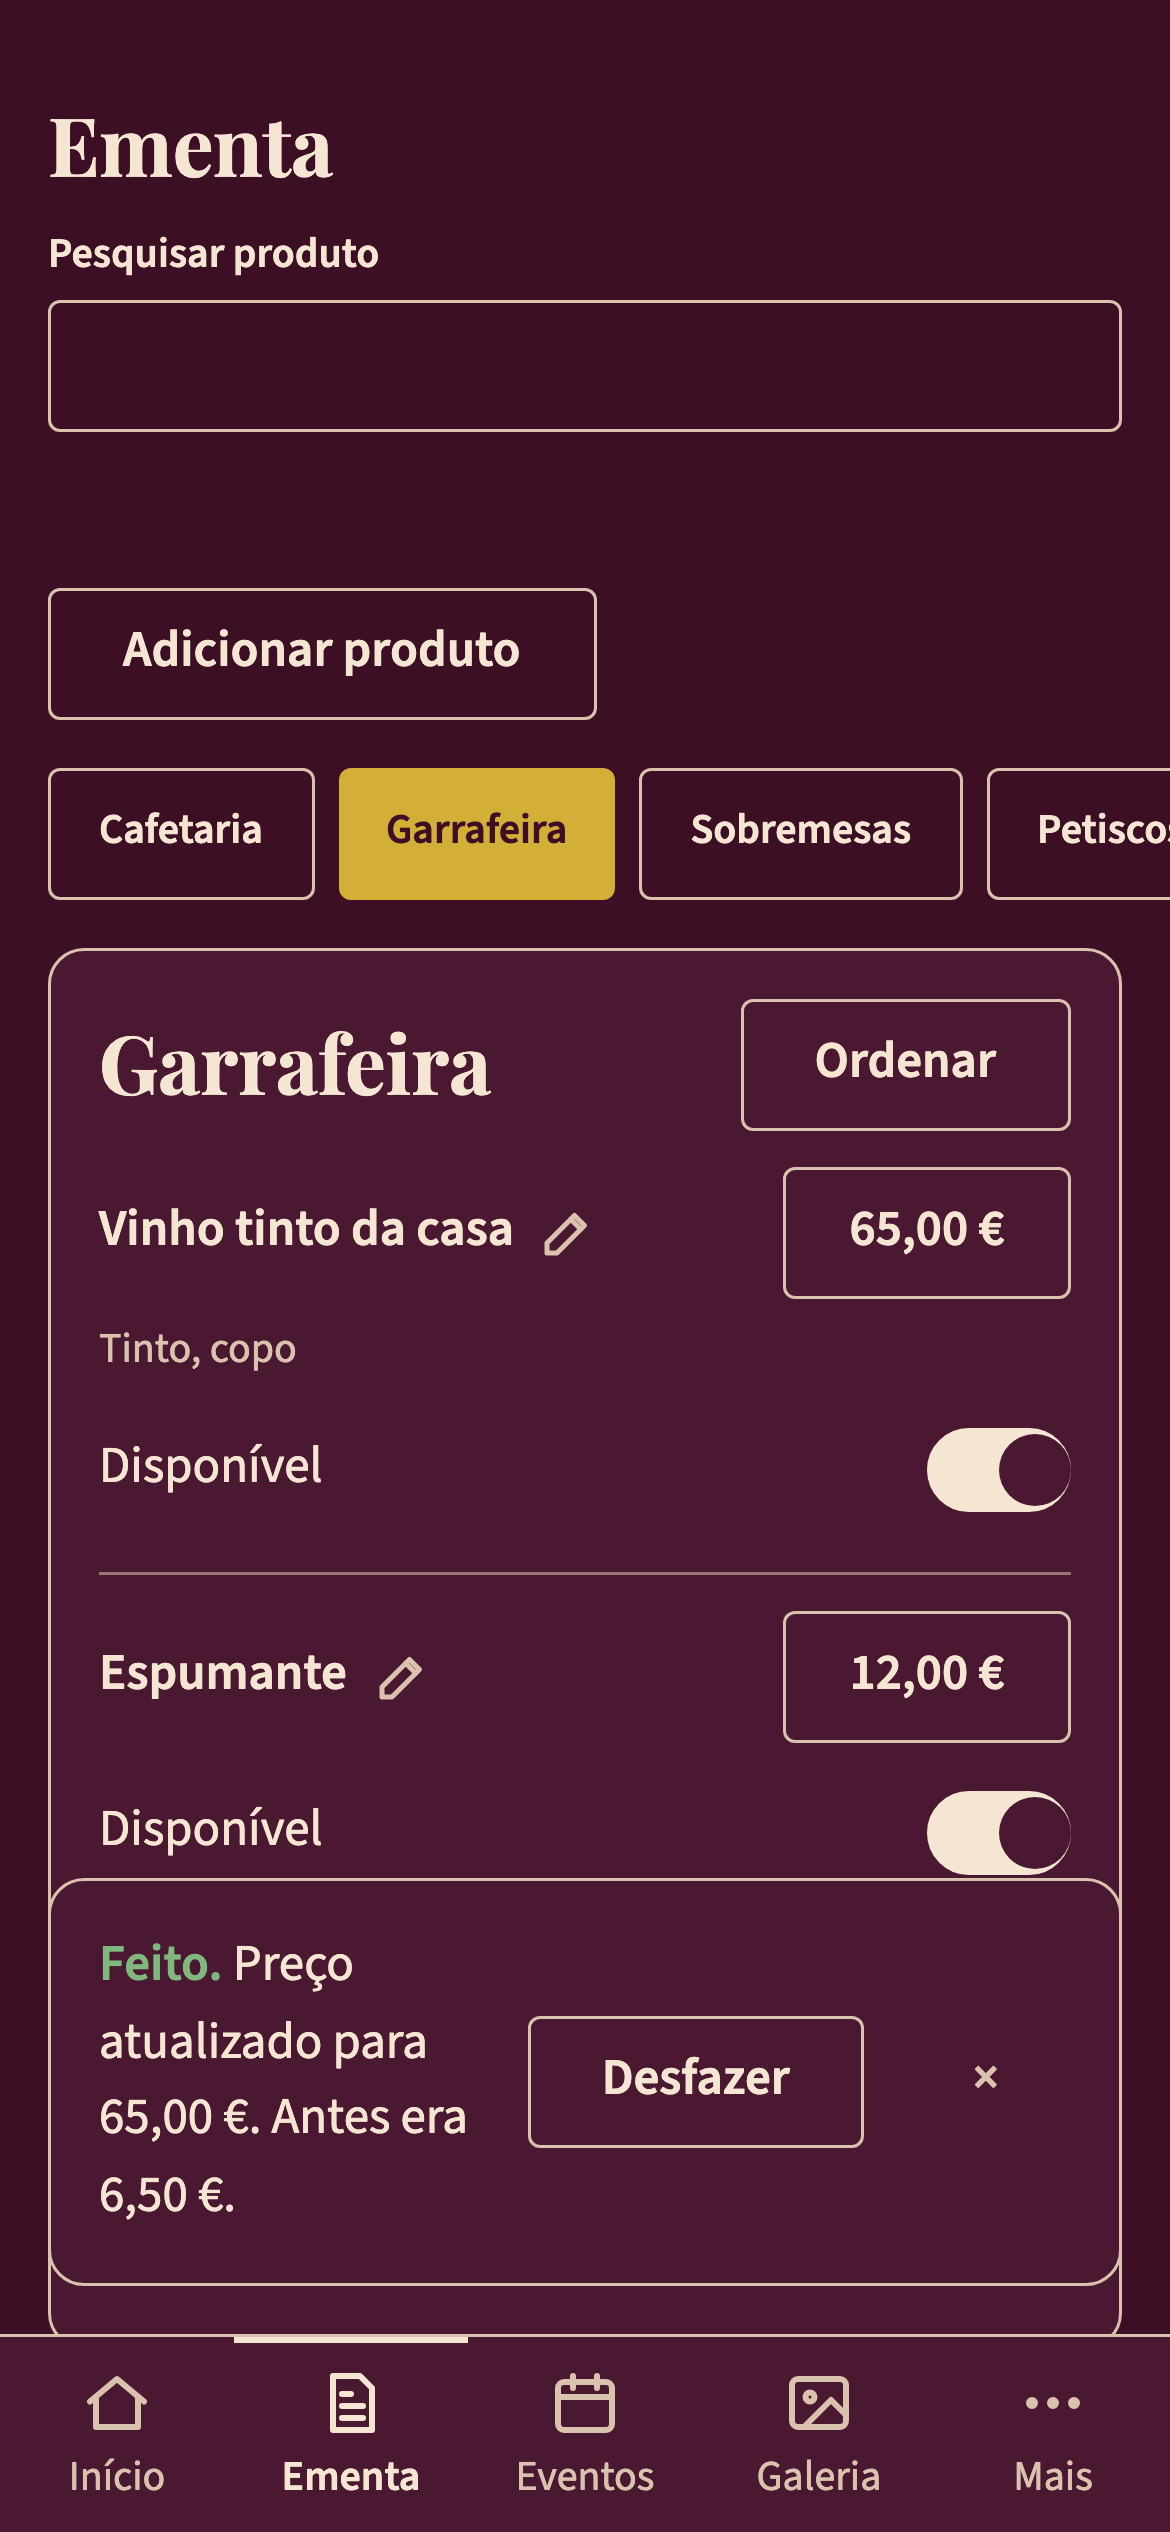 Ementa
Pesquisar produto
Adicionar produto
Cafetaria
Garrafeira
Sobremesas
Petiscos
Garrafeira
Ordenar
Vinho tinto da casa
65,00 €
Tinto, copo
Disponível
Espumante
12,00 €
Disponível
Feito. Preço
atualizado para
65,00 €. Antes era
6,50 €.
Desfazer
×
Início
Ementa
Eventos
Galeria
Mais